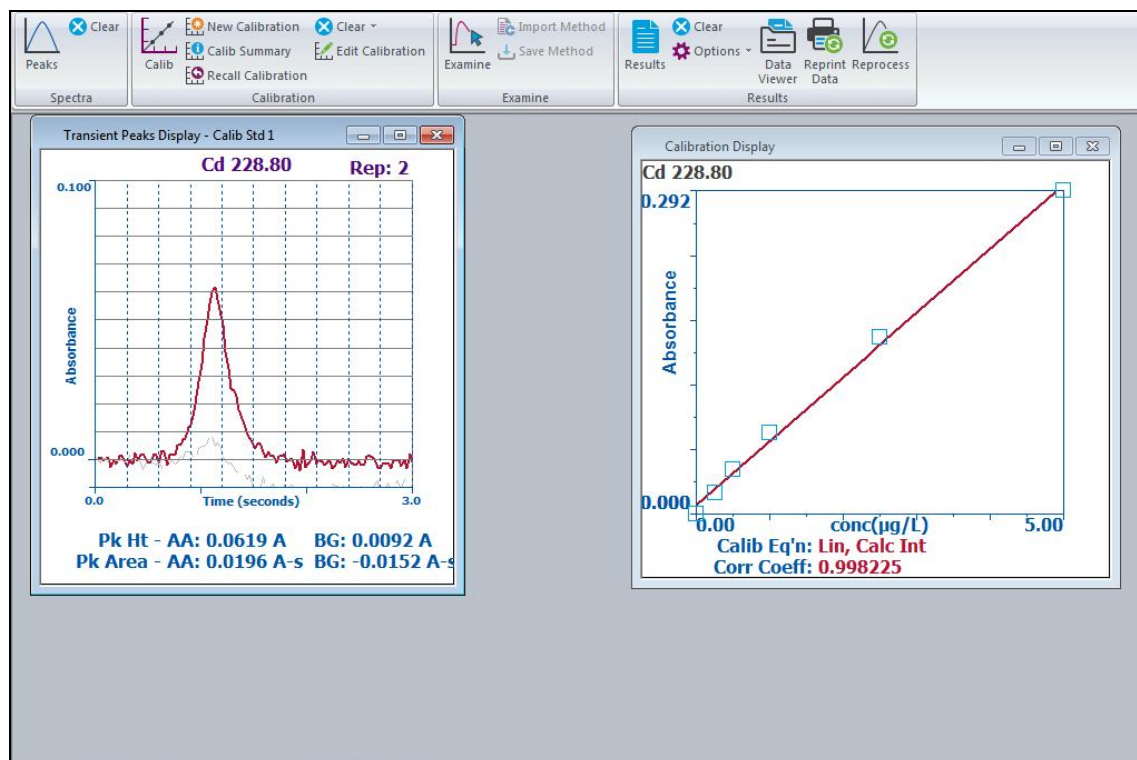 Clear
Peaks
Spectra
New Calibration
Clear
Calib Summary
Edit Calibration
Calib
Recall Calibration
Calibration
Import Method
Save Method
Examine
Examine
Clear
Options
Results
Data Viewer
Reprint Data
Reprocess
Results
Transient Peaks Display - Calib Std 1
Cd 228.80
Rep: 2
0.100
Absorbance
0.000
0.0
Time (seconds)
3.0
Pk Ht - AA: 0.0619 A BG: 0.0092 A
Pk Area - AA: 0.0196 A-s BG: -0.0152 A-s
Calibration Display
Cd 228.80
0.292
Absorbance
0.000
0.00
conc(µg/L)
5.00
Calib Eq'n: Lin, Calc Int
Corr Coeff: 0.998225